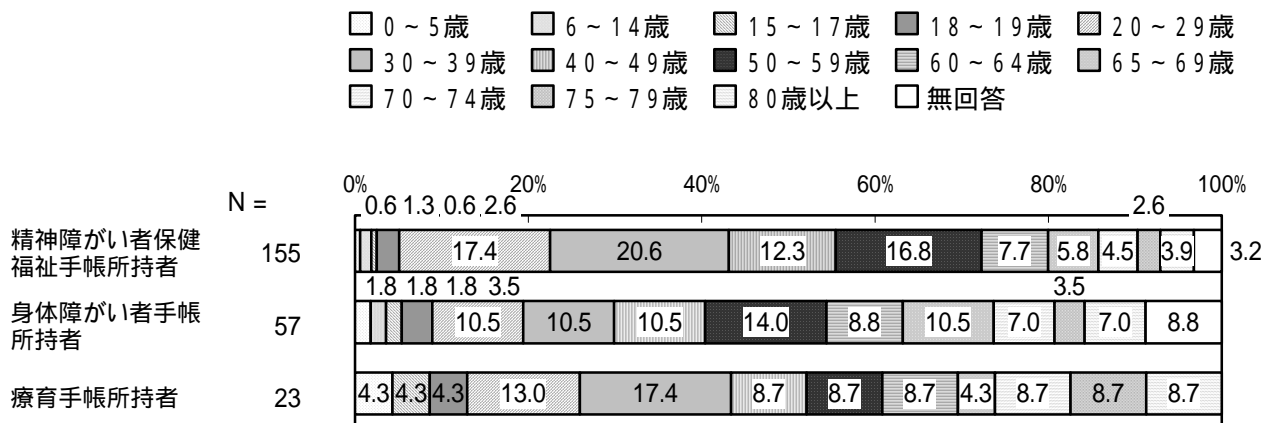 0～5歳 6～14歳 15～17歳 18～19歳 20～29歳
30～39歳 40～49歳 50～59歳 60～64歳 65～69歳
70～74歳 75～79歳 80歳以上 無回答
0% 20% 40% 60% 80% 100%
N =
0.6 1.3 0.6 2.6 2.6
精神障がい者保健
福祉手帳所持者
155
17.4 20.6 12.3 16.8 7.7 5.8 4.5 3.9 3.2
1.8 1.8 1.8 3.5 3.5
身体障がい者手帳
所持者
57
10.5 10.5 10.5 14.0 8.8 10.5 7.0 7.0 8.8
療育手帳所持者
23
4.3 4.3 4.3 13.0 17.4 8.7 8.7 8.7 4.3 8.7 8.7 8.7